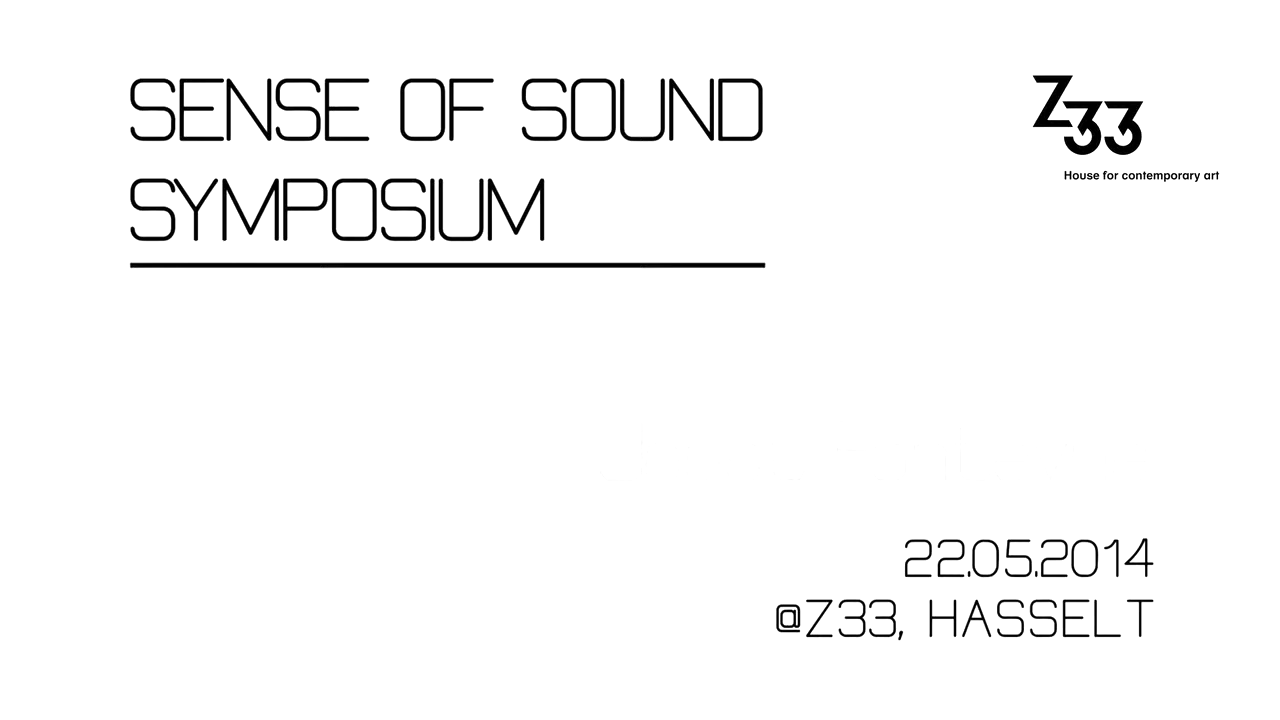 SENSE OF SOUND
SYMPOSIUM
Z33
House for contemporary art
22.05.2014
@Z33, HASSELT